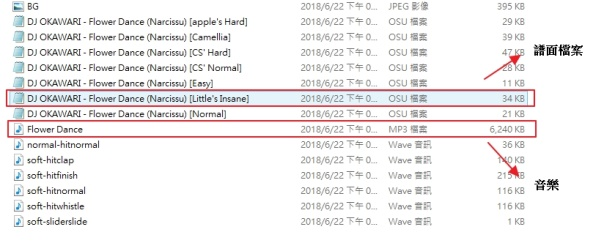 BG 2018/6/22 下午 0... JPEG 影像 395 KB
DJ OKAWARI - Flower Dance (Narcissu) [apple's Hard] 2018/6/22 下午 0... OSU 檔案 29 KB
DJ OKAWARI - Flower Dance (Narcissu) [Camellia] 2018/6/22 下午 0... OSU 檔案 39 KB
DJ OKAWARI - Flower Dance (Narcissu) [CS' Hard] 2018/6/22 下午 0... OSU 檔案 47 KB
譜面檔案
DJ OKAWARI - Flower Dance (Narcissu) [CS' Normal] 2018/6/22 下午 0... OSU 檔案 28 KB
DJ OKAWARI - Flower Dance (Narcissu) [Easy] 2018/6/22 下午 0... OSU 檔案 11 KB
DJ OKAWARI - Flower Dance (Narcissu) [Little's Insane] 2018/6/22 下午 0... OSU 檔案 34 KB
DJ OKAWARI - Flower Dance (Narcissu) [Normal] 2018/6/22 下午 0... OSU 檔案 21 KB
Flower Dance 2018/6/22 下午 0... MP3 檔案 6,240 KB
normal-hitnormal 2018/6/22 下午 0... Wave 音訊 36 KB
soft-hitclap 2018/6/22 下午 0... Wave 音訊 140 KB
soft-hitfinish 2018/6/22 下午 0... Wave 音訊 215 KB
音樂
soft-hitnormal 2018/6/22 下午 0... Wave 音訊 116 KB
soft-hitwhistle 2018/6/22 下午 0... Wave 音訊 116 KB
soft-sliderslide 2018/6/22 下午 0... Wave 音訊 1 KB